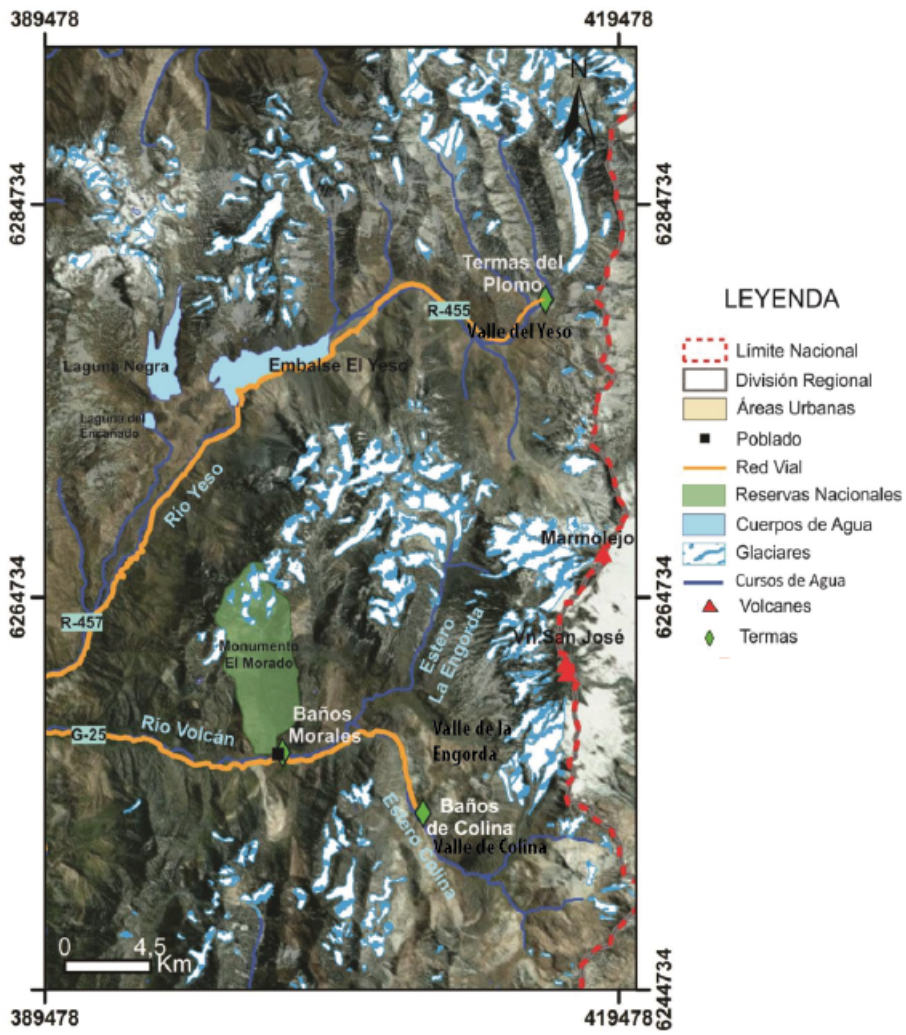 389478
419478
N
6284734
6284734
Termas del
Plomo
R-455
Valle del Yeso
Laguna Negra
Embalse El Yeso
Laguna del
Encañado
Río Yeso
Marmolejo
6264734
6264734
R-457
Estero
La Engorda
Vn.San José
Monumento
El Morado
Río Volcán
G-25
Baños
Morales
Valle de la
Engorda
Baños
de Colina
Valle de Colina
Estero Colina
0 4,5
Km
6244734
389478
419478
LEYENDA
Límite Nacional
División Regional
Áreas Urbanas
Poblado
Red Vial
Reservas Nacionales
Cuerpos de Agua
Glaciares
Cursos de Agua
Volcanes
Termas